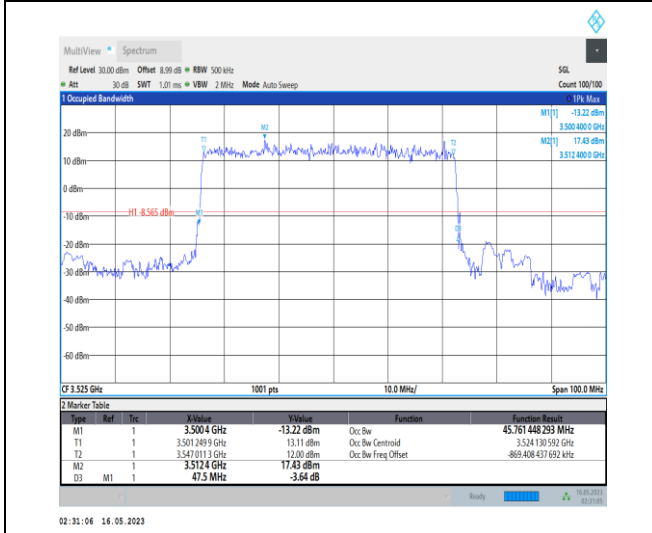 MultiView Spectrum
Ref Level 30.00 dBm Offset 8.99 dB RBW 500 kHz SGL
Att 30 dB SWT 1.01 ms VBW 2 MHz Mode Auto Sweep Count 100/100
1 Occupied Bandwidth 1Pk Max
M1[1] -13.22 dBm
3.500 400 0 GHz
M2[1] 17.43 dBm
3.512 400 0 GHz
M2
T1
T2
20 dBm
10 dBm
0 dBm
-10 dBm
H1 -8.565 dBm
M1
D3
-20 dBm
-30 dBm
-40 dBm
-50 dBm
-60 dBm
CF 3.525 GHz 1001 pts 10.0 MHz/ Span 100.0 MHz
2 Marker Table
Type Ref Trc X-Value Y-Value Function Function Result
M1 1 3.5004 GHz -13.22 dBm Occ Bw 45.761 448 293 MHz
T1 1 3.501 249 9 GHz 13.11 dBm Occ Bw Centroid 3.524 130 592 GHz
T2 1 3.547 011 3 GHz 12.00 dBm Occ Bw Freq Offset -869.408 437 692 kHz
M2 1 3.5124 GHz 17.43 dBm
D3 M1 1 47.5 MHz -3.64 dB
Ready 16.05.2023
02:31:05
02:31:06 16.05.2023